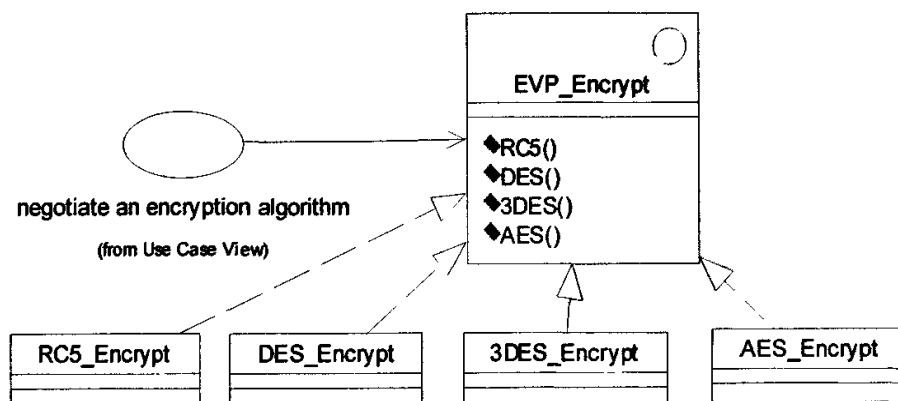 EVP_Encrypt
◆RC5()
◆DES()
◆3DES()
◆AES()
negotiate an encryption algorithm
(from Use Case View)
RC5_Encrypt
DES_Encrypt
3DES_Encrypt
AES_Encrypt